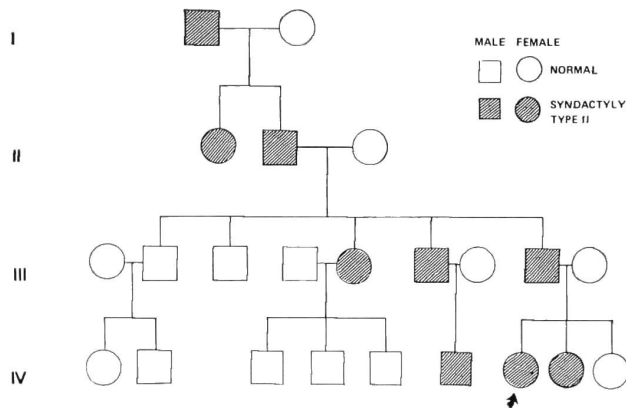 I
MALE FEMALE
NORMAL
SYNDACTYLY
TYPE II
II
III
IV